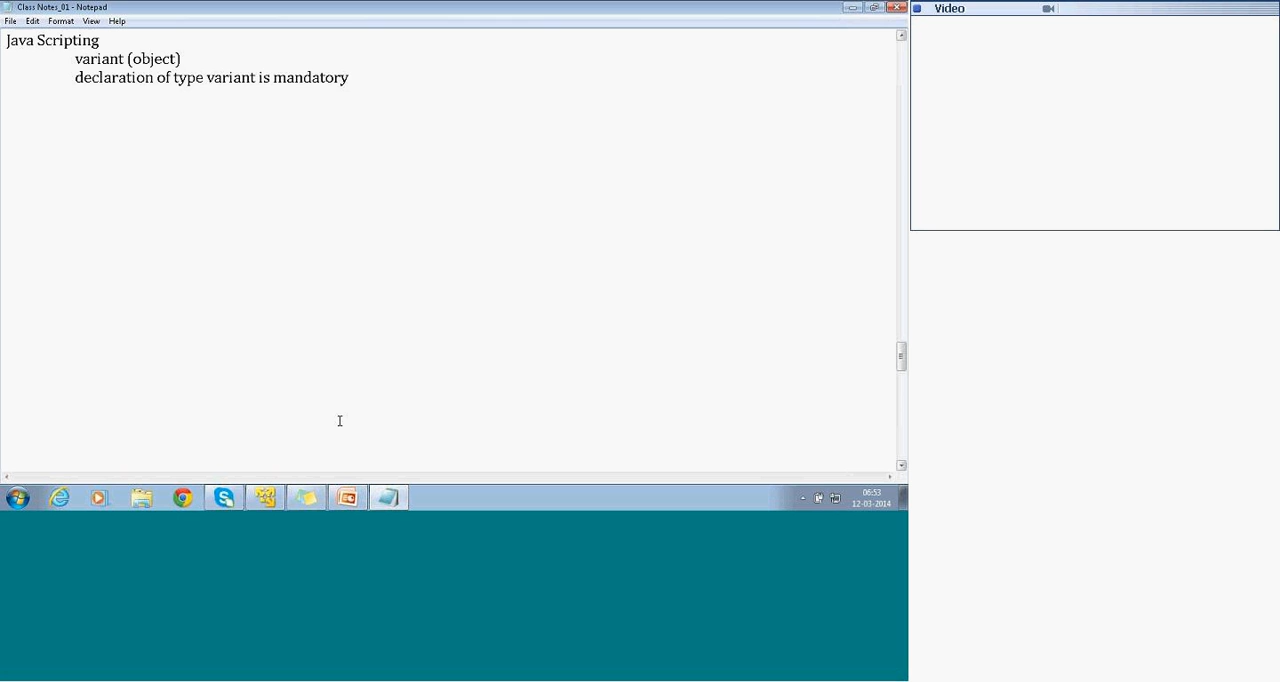 Class Notes_01 - Notepad
Video
File Edit Format View Help
Java Scripting
variant (object)
declaration of type variant is mandatory
06:53
12-03-2014